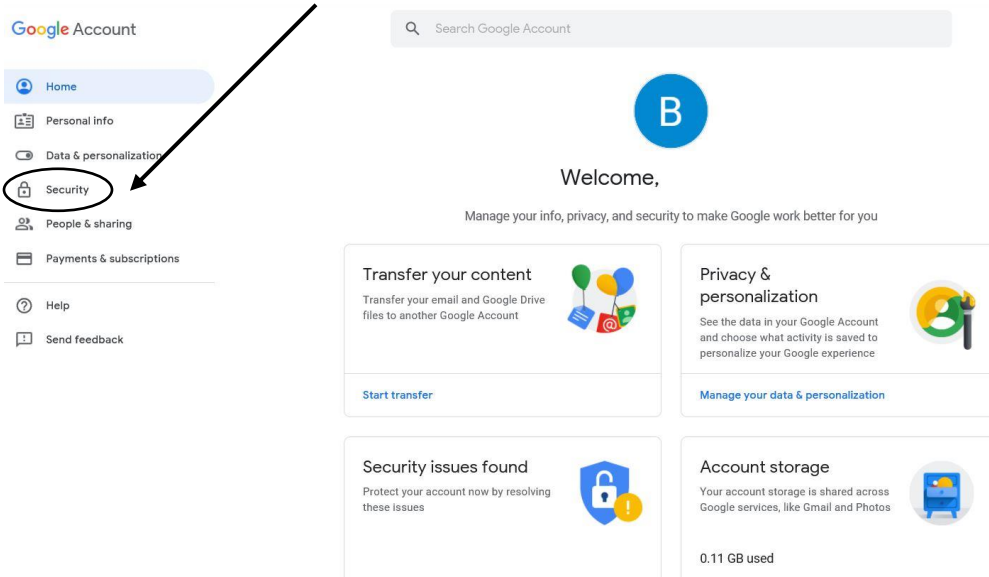 Google Account
Search Google Account
Home
Personal info
Data & personalization
Security
People & sharing
Payments & subscriptions
Help
Send feedback
B
Welcome,
Manage your info, privacy, and security to make Google work better for you
Transfer your content
Transfer your email and Google Drive
files to another Google Account
Start transfer
Privacy &
personalization
See the data in your Google Account
and choose what activity is saved to
personalize your Google experience
Manage your data & personalization
Security issues found
Protect your account now by resolving
these issues
Account storage
Your account storage is shared across
Google services, like Gmail and Photos
0.11 GB used